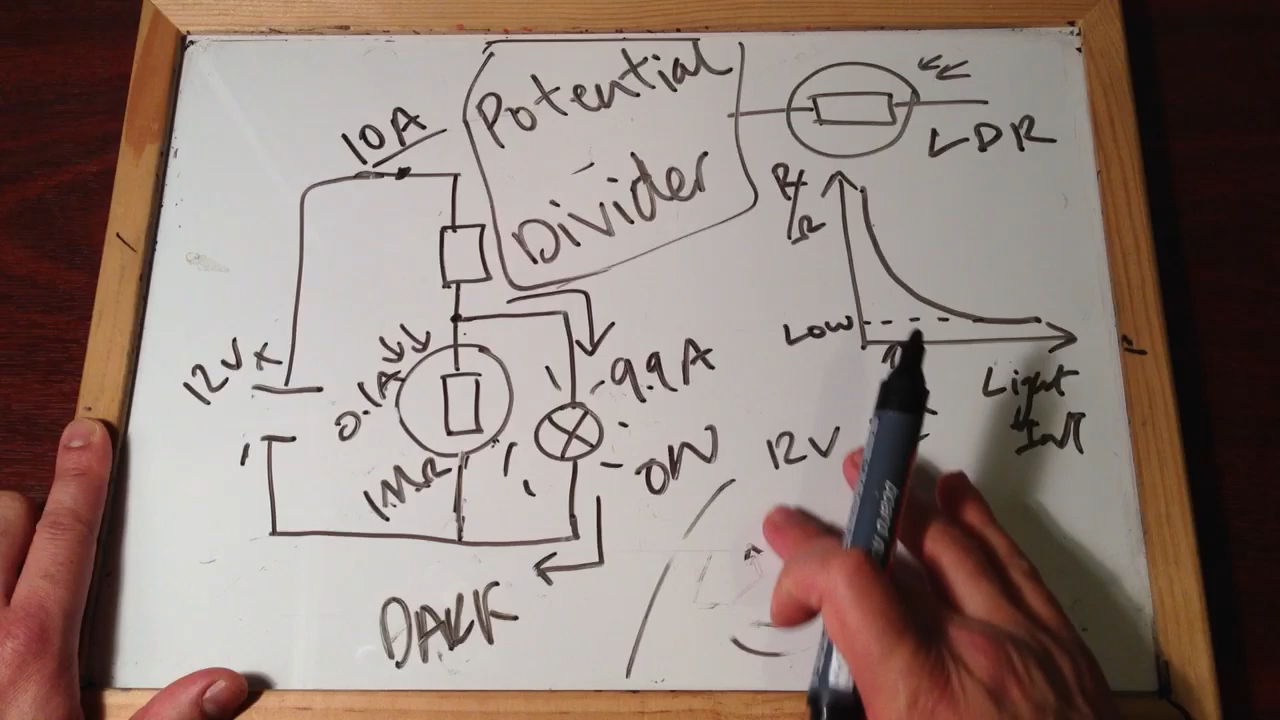 Potential
Divider
10A
LDR
R/Ω
12V
0.1A
1MΩ
9.9A
ON
DARK
LOW
Light
Int
12V